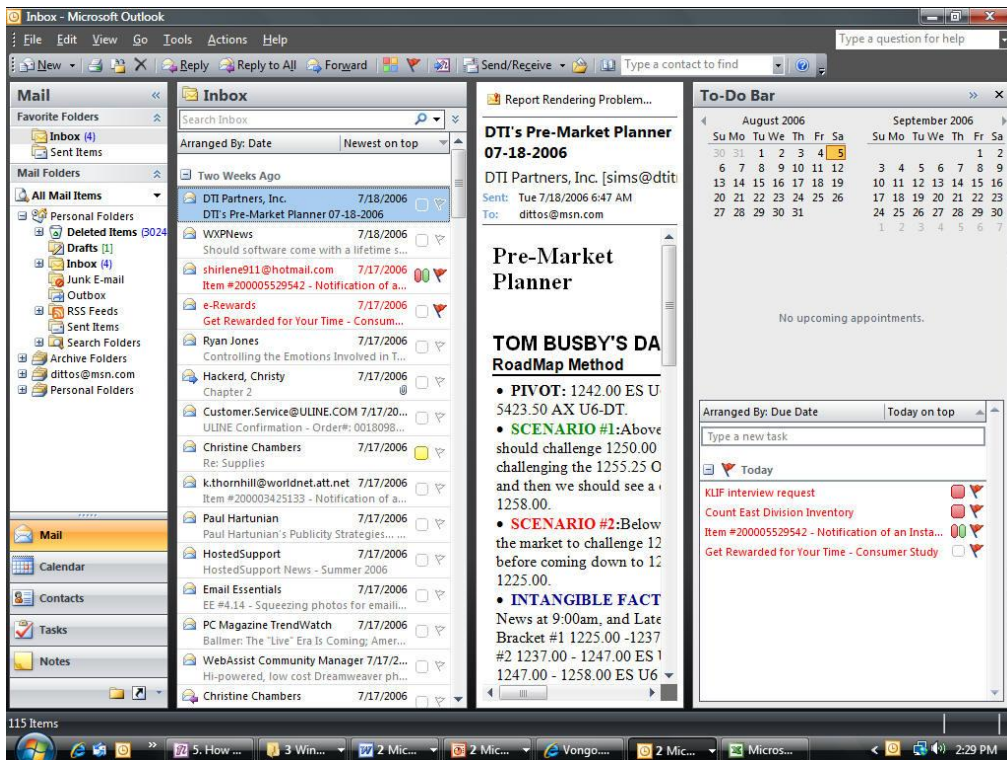 Inbox - Microsoft Outlook
File Edit View Go Tools Actions Help
Type a question for help
New Reply Reply to All Forward Send/Receive Type a contact to find
Mail
Favorite Folders
Inbox (4)
Sent Items
Mail Folders
All Mail Items
Personal Folders
Deleted Items (3024
Drafts [1]
Inbox (4)
Junk E-mail
Outbox
RSS Feeds
Sent Items
Search Folders
Archive Folders
dittos@msn.com
Personal Folders
Mail
Calendar
Contacts
Tasks
Notes
Inbox
Search Inbox
Arranged By: Date Newest on top
Two Weeks Ago
DTI Partners, Inc. 7/18/2006
DTI's Pre-Market Planner 07-18-2006
WXPNews 7/18/2006
Should software come with a lifetime s...
shirlene911@hotmail.com 7/17/2006
Item #200005529542 - Notification of a...
e-Rewards 7/17/2006
Get Rewarded for Your Time - Consum...
Ryan Jones 7/17/2006
Controlling the Emotions Involved in T...
Hackerd, Christy 7/17/2006
Chapter 2
Customer.Service@ULINE.COM 7/17/20...
ULINE Confirmation - Order#: 0018098...
Christine Chambers 7/17/2006
Re: Supplies
k.thornhill@worldnet.att.net 7/17/2006
Item #200003425133 - Notification of a...
Paul Hartunian 7/17/2006
Paul Hartunian's Publicity Strategies... ...
HostedSupport 7/17/2006
HostedSupport News - Summer 2006
Email Essentials 7/17/2006
EE #4.14 - Squeezing photos for emaili...
PC Magazine TrendWatch 7/17/2006
Ballmer: The "Live" Era Is Coming; Amer...
WebAssist Community Manager 7/17/2...
Hi-powered, low cost Dreamweaver ph...
Christine Chambers 7/17/2006
Report Rendering Problem...
DTI's Pre-Market Planner
07-18-2006
DTI Partners, Inc. [sims@dtit
Sent: Tue 7/18/2006 6:47 AM
To: dittos@msn.com
Pre-Market
Planner
TOM BUSBY'S DA
RoadMap Method
• PIVOT: 1242.00 ES U
5423.50 AX U6-DT.
• SCENARIO #1:Above
should challenge 1250.00
challenging the 1255.25 O
and then we should see a
1258.00.
• SCENARIO #2:Below
the market to challenge 12
before coming down to 12
1225.00.
• INTANGIBLE FACT
News at 9:00am, and Late
Bracket #1 1225.00 -1237
#2 1237.00 - 1247.00 ES
1247.00 - 1258.00 ES U6
To-Do Bar
August 2006
Su Mo Tu We Th Fr Sa
30 31 1 2 3 4 5
6 7 8 9 10 11 12
13 14 15 16 17 18 19
20 21 22 23 24 25 26
27 28 29 30 31
September 2006
Su Mo Tu We Th Fr Sa
1 2
3 4 5 6 7 8 9
10 11 12 13 14 15 16
17 18 19 20 21 22 23
24 25 26 27 28 29 30
1 2 3 4 5 6 7
No upcoming appointments.
Arranged By: Due Date Today on top
Type a new task
Today
KLIF interview request
Count East Division Inventory
Item #200005529542 - Notification of an Insta...
Get Rewarded for Your Time - Consumer Study
115 Items
5. How ... 3 Win... 2 Mic... 2 Mic... Vongo.... 2 Mic... Micros... 2:29 PM